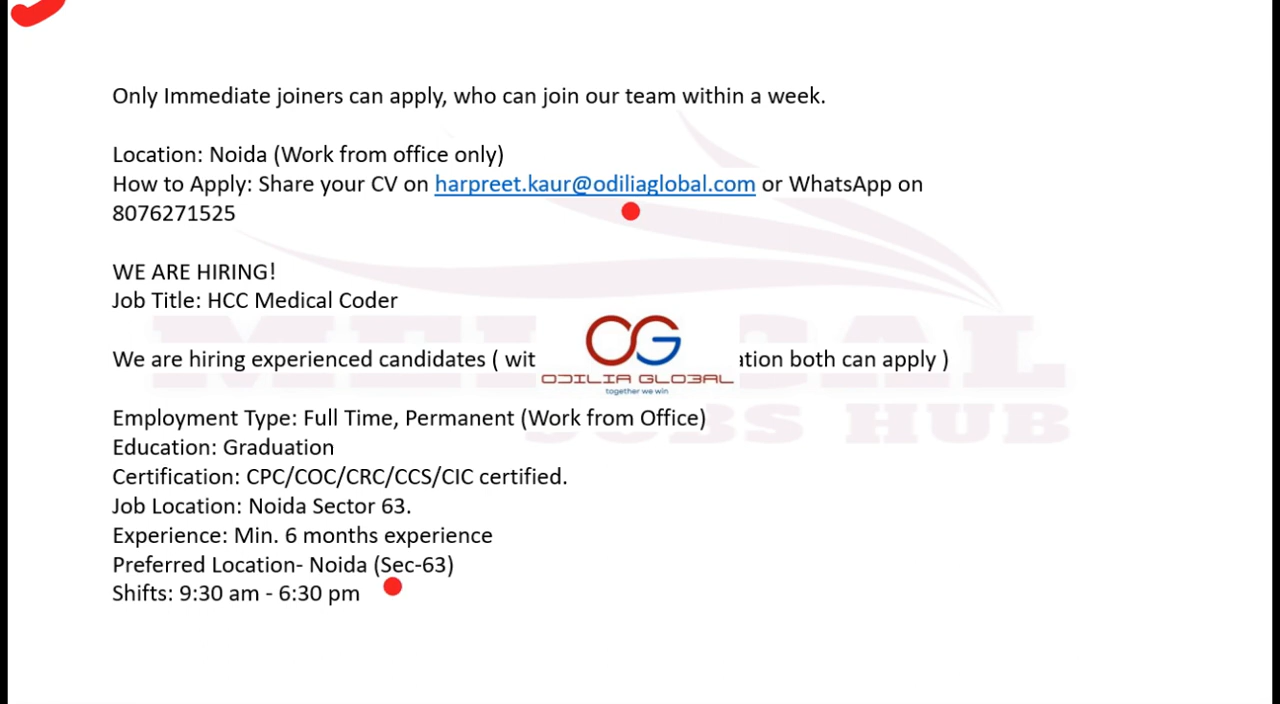 Only Immediate joiners can apply, who can join our team within a week.
Location: Noida (Work from office only)
How to Apply: Share your CV on harpreet.kaur@odiliaglobal.com or WhatsApp on
8076271525
WE ARE HIRING!
Job Title: HCC Medical Coder
We are hiring experienced candidates ( both can apply )
OG
ODILIA GLOBAL
together we win
Employment Type: Full Time, Permanent (Work from Office)
Education: Graduation
Certification: CPC/COC/CRC/CCS/CIC certified.
Job Location: Noida Sector 63.
Experience: Min. 6 months experience
Preferred Location- Noida (Sec-63)
Shifts: 9:30 am - 6:30 pm
JOBS HUB